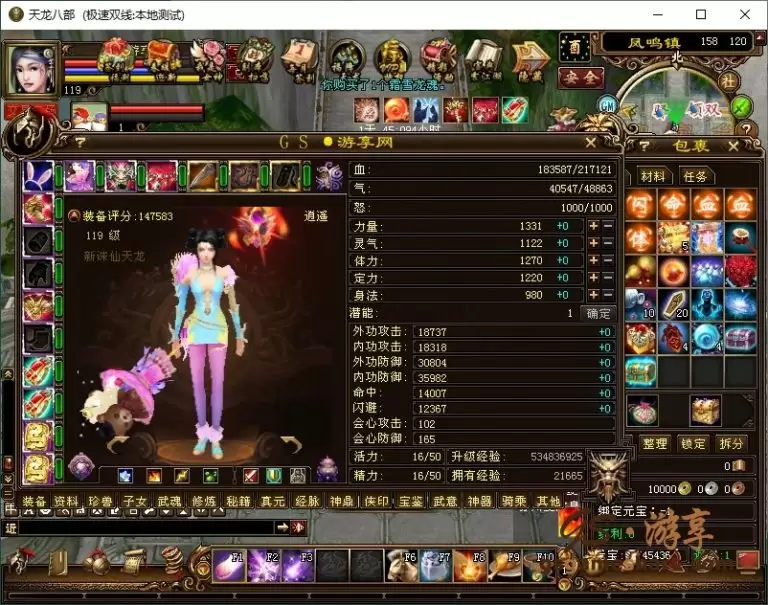 天龙八部 (极速双线:本地测试)
凤鸣镇 158 120
北
119
你购买了1个霜雪龙魂。
安全
GS ●游享网
包裹
材料 任务
装备评分:147583
逍遥
119 级
新诛仙天龙
血: 183587/217121
气: 40547/48863
怒: 1000/1000
力量: 1331 +0
灵气: 1122 +0
体力: 1270 +0
定力: 1220 +0
身法: 980 +0
潜能: 1 确定
外功攻击: 18737 +0
内功攻击: 18318 +0
外功防御: 30804 +0
内功防御: 35982 +0
命中: 14007 +0
闪避: 12367 +0
会心攻击: 102
会心防御: 165
活力: 16/50 升级经验: 534836925
精力: 16/50 拥有经验: 21665
装备 资料 珍兽 子女 武魂 修炼 秘籍 真元 经脉 神鼎 侠印 宝鉴 武意 神器 骑乘 其他
整理 锁定 拆分
0
10000 0 0
绑定元宝:
游享
近
F1 F2 F3 F6 F7 F8 F9 F10